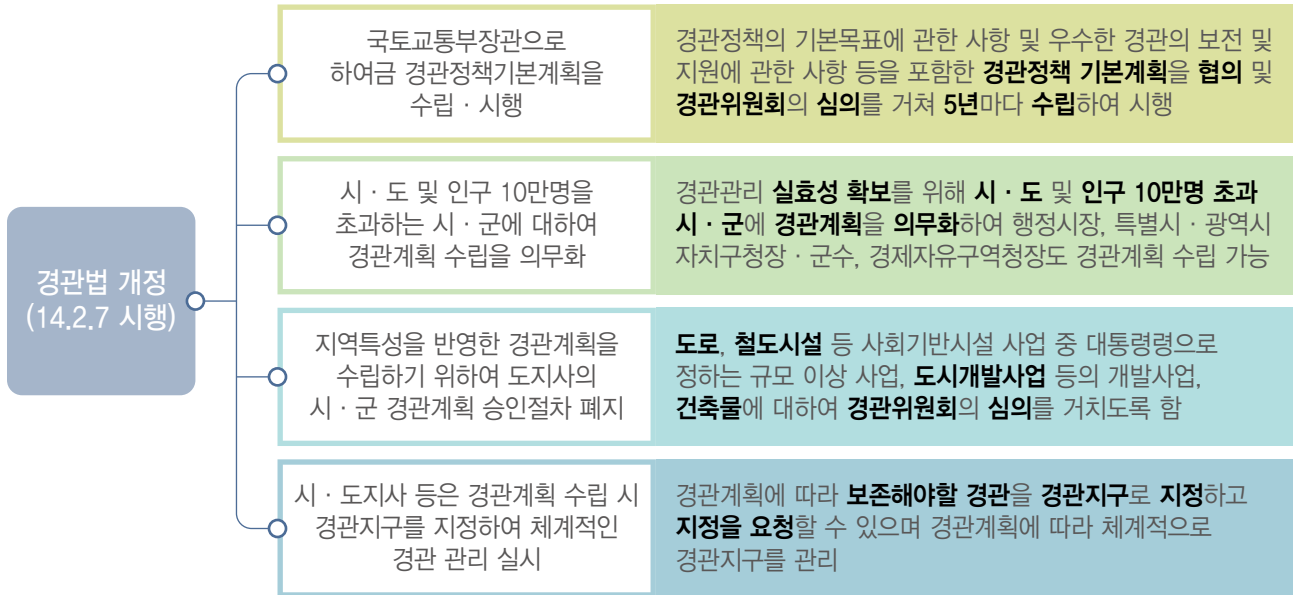 경관법 개정
(14.2.7 시행)
국토교통부장관으로
하여금 경관정책기본계획을
수립 · 시행
경관정책의 기본목표에 관한 사항 및 우수한 경관의 보전 및
지원에 관한 사항 등을 포함한 경관정책 기본계획을 협의 및
경관위원회의 심의를 거쳐 5년마다 수립하여 시행
시 · 도 및 인구 10만명을
초과하는 시 · 군에 대하여
경관계획 수립을 의무화
경관관리 실효성 확보를 위해 시 · 도 및 인구 10만명 초과
시 · 군에 경관계획을 의무화하여 행정시장, 특별시 · 광역시
자치구청장 · 군수, 경제자유구역청장도 경관계획 수립 가능
지역특성을 반영한 경관계획을
수립하기 위하여 도지사의
시 · 군 경관계획 승인절차 폐지
도로, 철도시설 등 사회기반시설 사업 중 대통령령으로
정하는 규모 이상 사업, 도시개발사업 등의 개발사업,
건축물에 대하여 경관위원회의 심의를 거치도록 함
시 · 도지사 등은 경관계획 수립 시
경관지구를 지정하여 체계적인
경관 관리 실시
경관계획에 따라 보존해야할 경관을 경관지구로 지정하고
지정을 요청할 수 있으며 경관계획에 따라 체계적으로
경관지구를 관리